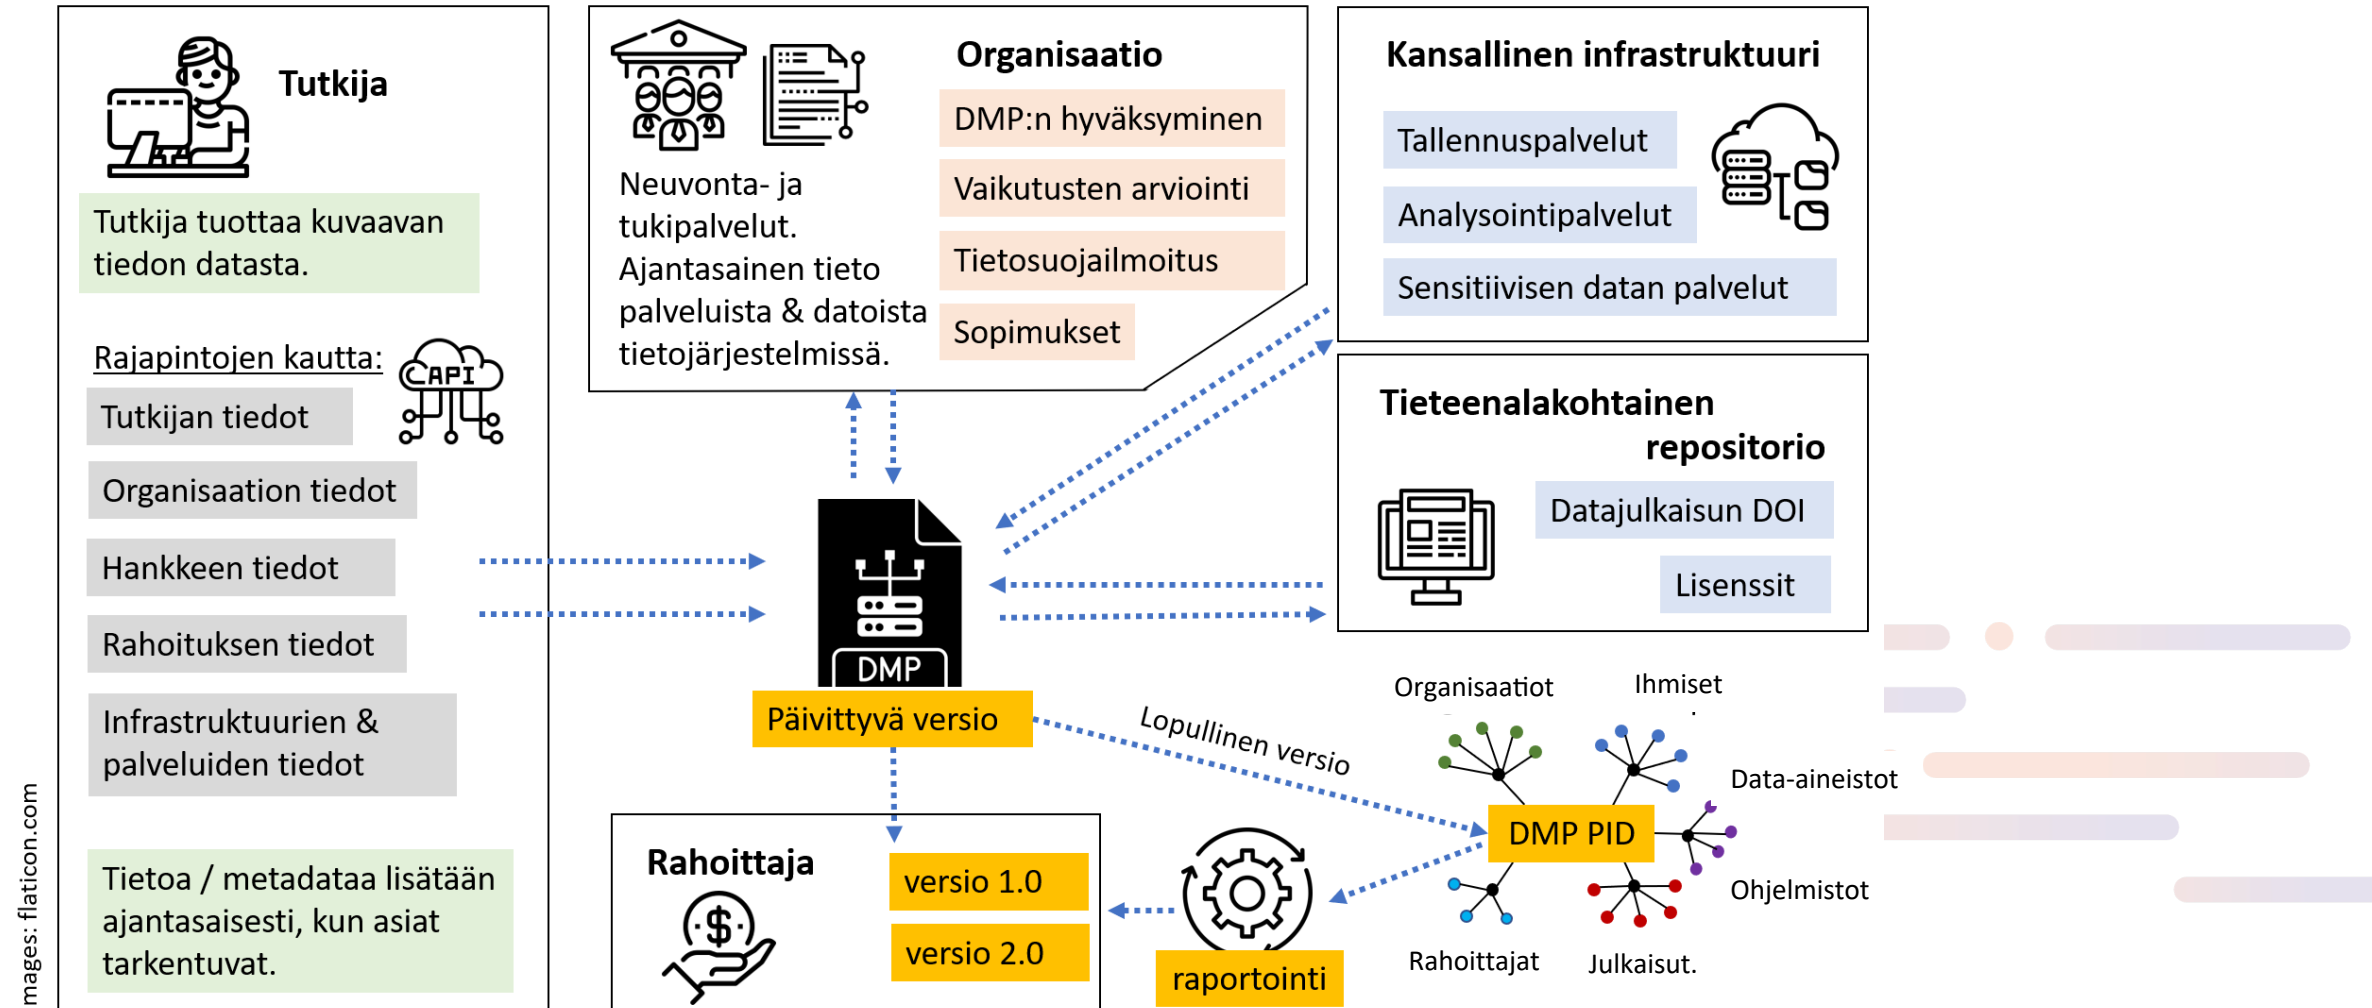 Tutkija
Tutkija tuottaa kuvaavan
tiedon datasta.
Rajapintojen kautta:
API
Tutkijan tiedot
Organisaation tiedot
Hankkeen tiedot
Rahoituksen tiedot
Infrastruktuurien &
palveluiden tiedot
Tietoa / metadataa lisätään
ajantasaisesti, kun asiat
tarkentuvat.
mages: flaticon.com
Organisaatio
Neuvonta- ja
tukipalvelut.
Ajantasainen tieto
palveluista & datoista
tietojärjestelmissä.
DMP:n hyväksyminen
Vaikutusten arviointi
Tietosuojailmoitus
Sopimukset
Kansallinen infrastruktuuri
Tallennuspalvelut
Analysointipalvelut
Sensitiivisen datan palvelut
Tieteenalakohtainen
repositorio
Datajulkaisun DOI
Lisenssit
DMP
Päivittyvä versio
Lopullinen versio
Rahoittaja
$
versio 1.0
versio 2.0
raportointi
Organisaatiot
Ihmiset
Data-aineistot
DMP PID
Ohjelmistot
Rahoittajat
Julkaisut.